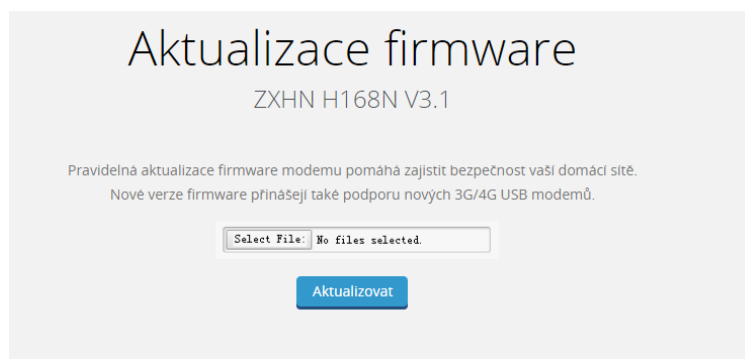 Aktualizace firmware
ZXHN H168N V3.1
Pravidelná aktualizace firmware modemu pomáhá zajistit bezpečnost vaší domácí sítě.
Nové verze firmware přinášejí také podporu nových 3G/4G USB modemů.
Select File: No files selected.
Aktualizovat